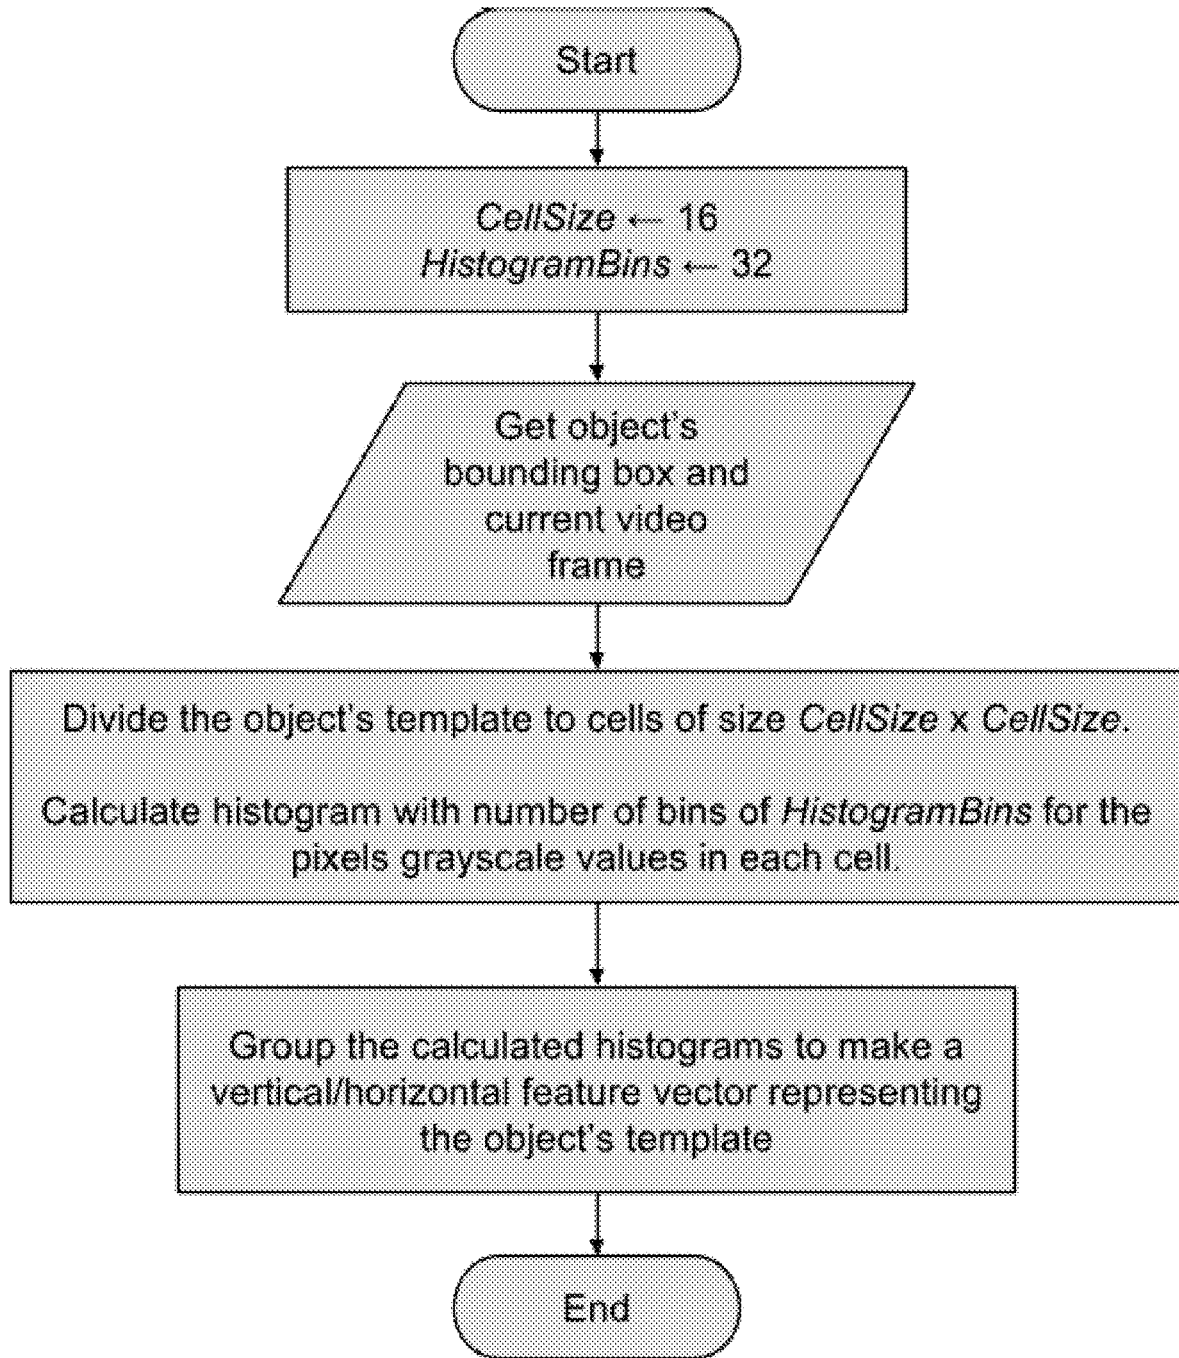 Start
CellSize ← 16
HistogramBins ← 32
Get object's
bounding box and
current video
frame
Divide the object's template to cells of size CellSize x CellSize.
Calculate histogram with number of bins of HistogramBins for the
pixels grayscale values in each cell.
Group the calculated histograms to make a
vertical/horizontal feature vector representing
the object's template
End